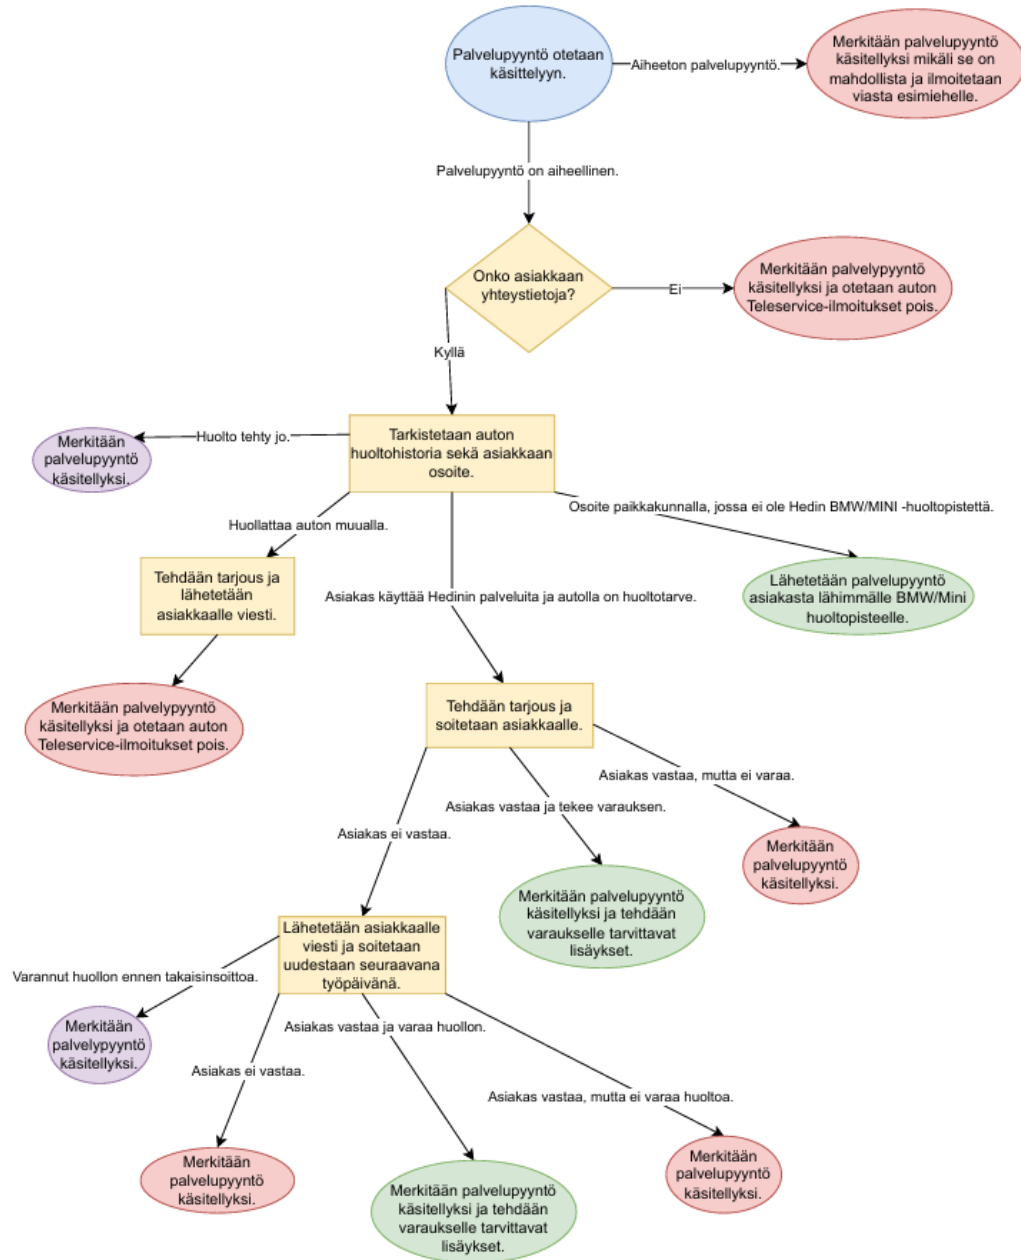 Palvelupyyntö otetaan
käsittelyyn.
Aiheeton palvelupyyntö.
Merkitään palvelupyyntö
käsitellyksi mikäli se on
mahdollista ja ilmoitetaan
viasta esimiehelle.
Palvelupyyntö on aiheellinen.
Onko asiakkaan
yhteystietoja?
Ei
Merkitään palvelypyyntö
käsitellyksi ja otetaan auton
Teleservice-ilmoitukset pois.
Kyllä
Tarkistetaan auton
huoltohistoria sekä asiakkaan
osoite.
Huolto tehty jo.
Merkitään
palvelupyyntö
käsitellyksi.
Osoite paikkakunnalla, jossa ei ole Hedin BMW/MINI -huoltopistettä.
Huollattaa auton muualla.
Tehdään tarjous ja
lähetetään
asiakkaalle viesti.
Asiakas käyttää Hedinin palveluita ja autolla on huoltotarve.
Lähetetään palvelupyyntö
asiakasta lähimmälle BMW/Mini
huoltopisteelle.
Merkitään palvelypyyntö
käsitellyksi ja otetaan auton
Teleservice-ilmoitukset pois.
Tehdään tarjous ja
soitetaan asiakkaalle.
Asiakas vastaa, mutta ei varaa.
Asiakas vastaa ja tekee varauksen.
Asiakas ei vastaa.
Merkitään
palvelupyyntö
käsitellyksi.
Merkitään palvelupyyntö
käsitellyksi ja tehdään
varaukselle tarvittavat
lisäykset.
Lähetetään asiakkaalle
viesti ja soitetaan
uudestaan seuraavana
työpäivänä.
Varannut huollon ennen takaisinsoittoa.
Merkitään
palvelypyyntö
käsitellyksi.
Asiakas vastaa ja varaa huollon.
Asiakas ei vastaa.
Asiakas vastaa, mutta ei varaa huoltoa.
Merkitään
palvelupyyntö
käsitellyksi.
Merkitään palvelupyyntö
käsitellyksi ja tehdään
varaukselle tarvittavat
lisäykset.
Merkitään
palvelupyyntö
käsitellyksi.